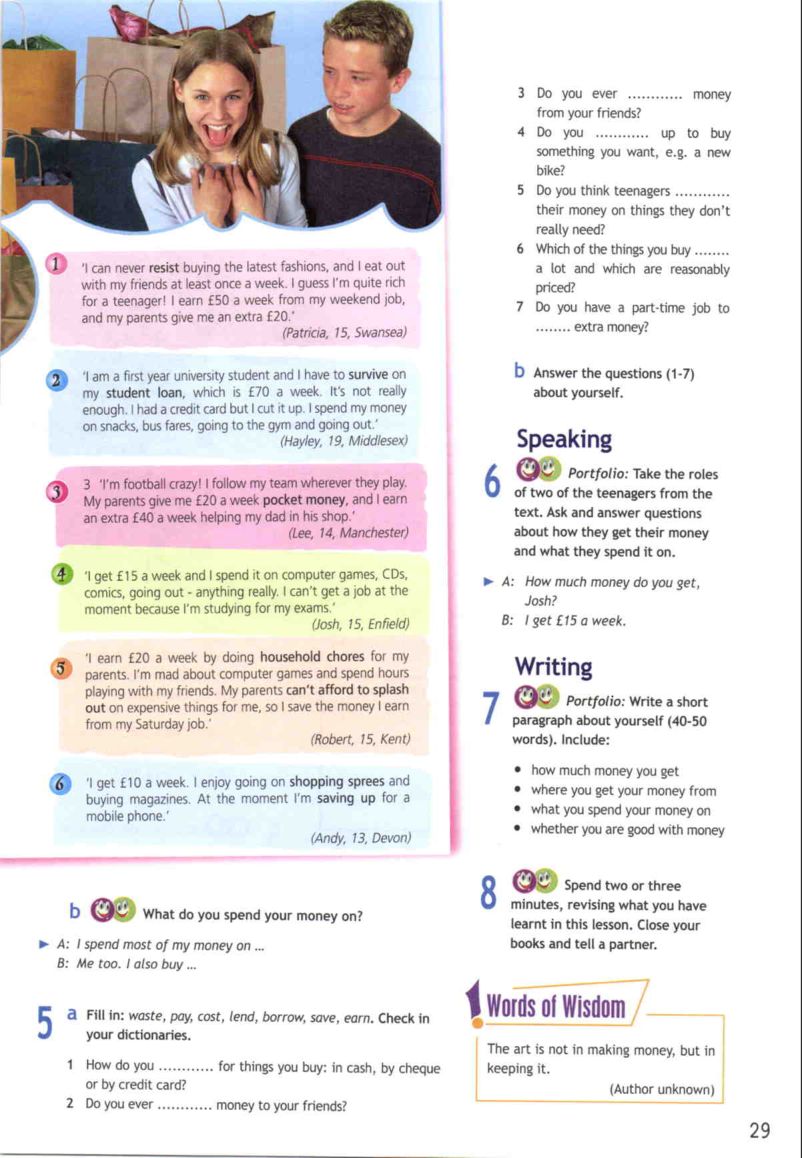 1
'I can never resist buying the latest fashions, and I eat out
with my friends at least once a week. I guess I'm quite rich
for a teenager! I earn £50 a week from my weekend job,
and my parents give me an extra £20.'
(Patricia, 15, Swansea)
2
'I am a first year university student and I have to survive on
my student loan, which is £70 a week. It's not really
enough. I had a credit card but I cut it up. I spend my money
on snacks, bus fares, going to the gym and going out.'
(Hayley, 19, Middlesex)
3
3 'I'm football crazy! I follow my team wherever they play.
My parents give me £20 a week pocket money, and I earn
an extra £40 a week helping my dad in his shop.'
(Lee, 14, Manchester)
4
'I get £15 a week and I spend it on computer games, CDs,
comics, going out - anything really. I can't get a job at the
moment because I'm studying for my exams.'
(Josh, 15, Enfield)
5
'I earn £20 a week by doing household chores for my
parents. I'm mad about computer games and spend hours
playing with my friends. My parents can't afford to splash
out on expensive things for me, so I save the money I earn
from my Saturday job.'
(Robert, 15, Kent)
6
'I get £10 a week. I enjoy going on shopping sprees and
buying magazines. At the moment I'm saving up for a
mobile phone.'
(Andy, 13, Devon)
b What do you spend your money on?
A: I spend most of my money on ...
B: Me too. I also buy ...
5 a Fill in: waste, pay, cost, lend, borrow, save, earn. Check in
your dictionaries.
1 How do you ............ for things you buy: in cash, by cheque
or by credit card?
2 Do you ever ............ money to your friends?
3 Do you ever ............ money
from your friends?
4 Do you ............ up to buy
something you want, e.g. a new
bike?
5 Do you think teenagers ............
their money on things they don't
really need?
6 Which of the things you buy ........
a lot and which are reasonably
priced?
7 Do you have a part-time job to
........ extra money?
b Answer the questions (1-7)
about yourself.
Speaking
6 Portfolio: Take the roles
of two of the teenagers from the
text. Ask and answer questions
about how they get their money
and what they spend it on.
A: How much money do you get,
Josh?
B: I get £15 a week.
Writing
7 Portfolio: Write a short
paragraph about yourself (40-50
words). Include:
• how much money you get
• where you get your money from
• what you spend your money on
• whether you are good with money
8 Spend two or three
minutes, revising what you have
learnt in this lesson. Close your
books and tell a partner.
! Words of Wisdom
The art is not in making money, but in
keeping it.
(Author unknown)
29